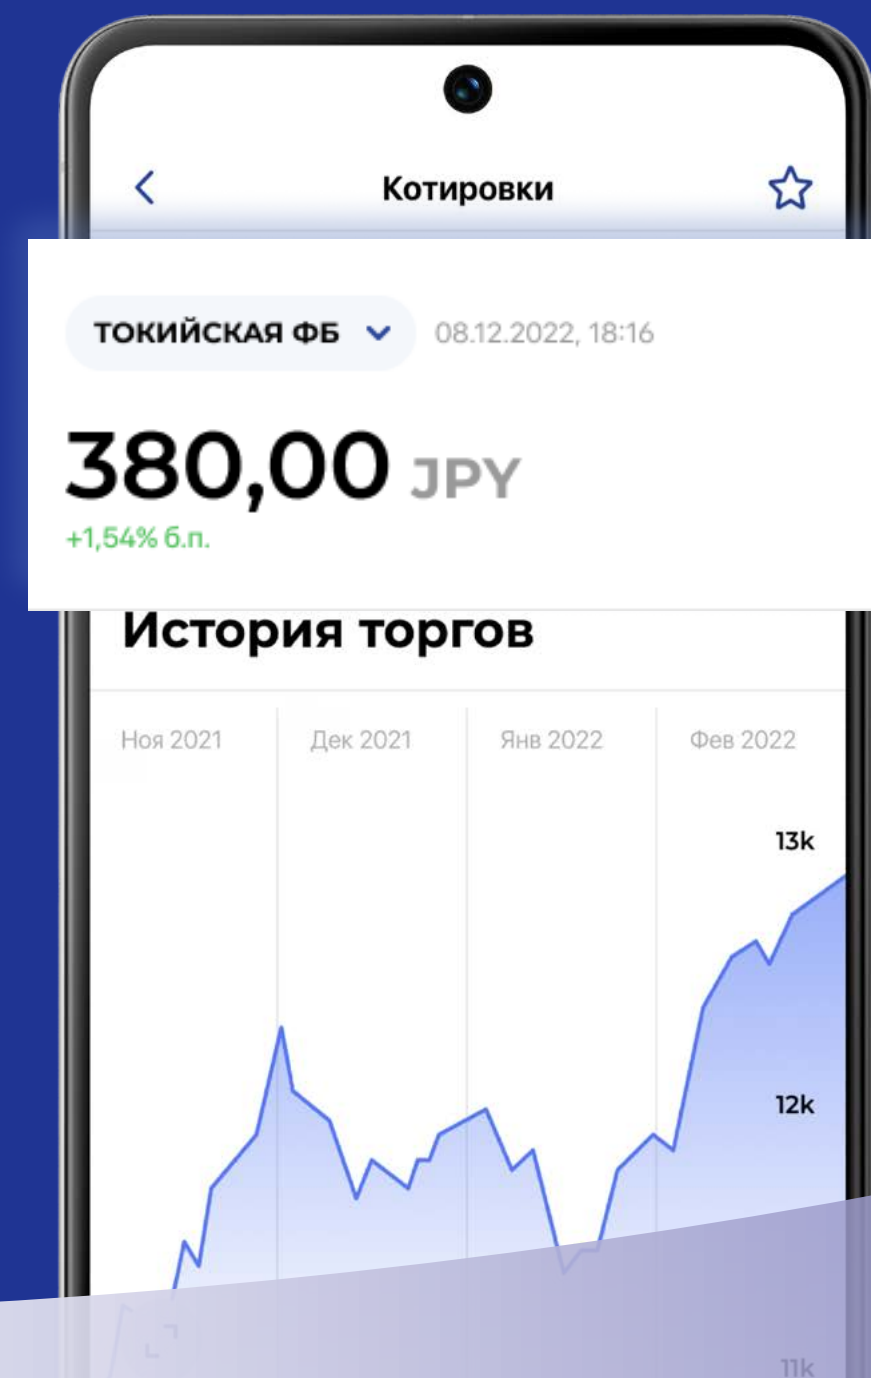 Котировки
ТОКИЙСКАЯ ФБ 08.12.2022, 18:16
380,00 JPY
+1,54% б.п.
История торгов
Ноя 2021 Дек 2021 Янв 2022 Фев 2022
13k
12k
11k